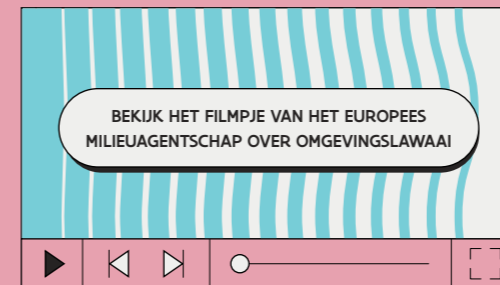 BEKIJK HET FILMPJE VAN HET EUROPEES
MILIEUAGENTSCHAP OVER OMGEVINGSLAWAAI